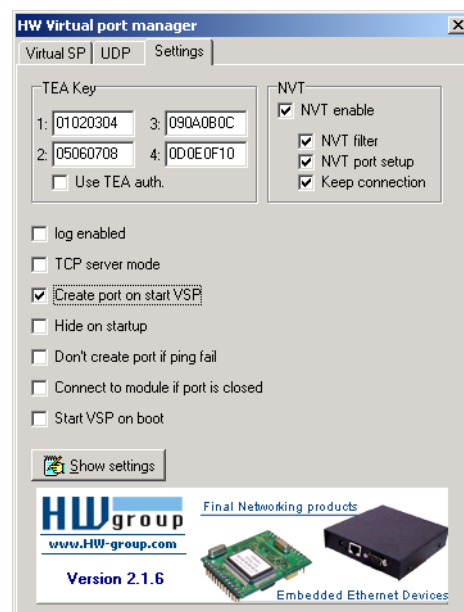 HW Virtual port manager
Virtual SP UDP Settings
TEA Key
1: 01020304 3: 090A0B0C
2: 05060708 4: 0D0E0F10
Use TEA auth.
NVT
NVT enable
NVT filter
NVT port setup
Keep connection
log enabled
TCP server mode
Create port on start VSP
Hide on startup
Don't create port if ping fail
Connect to module if port is closed
Start VSP on boot
Show settings
HW group
www.HW-group.com
Version 2.1.6
Final Networking products
Embedded Ethernet Devices